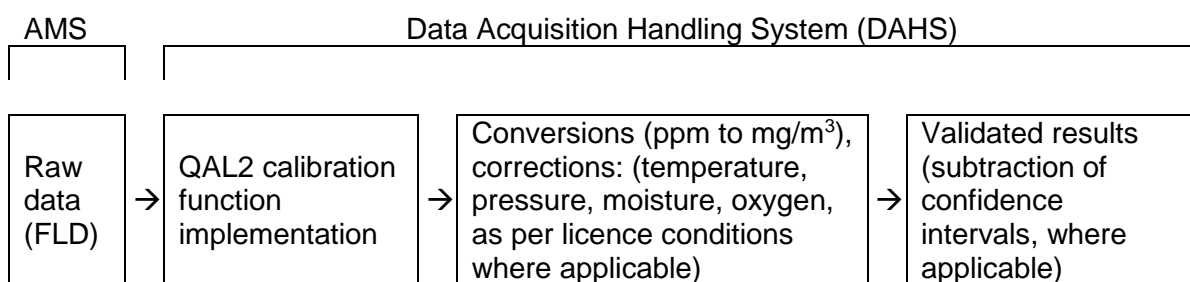 AMS
Data Acquisition Handling System (DAHS)
Raw
data
(FLD)
→
QAL2 calibration
function
implementation
→
Conversions (ppm to mg/m³),
corrections: (temperature,
pressure, moisture, oxygen,
as per licence conditions
where applicable)
→
Validated results
(subtraction of
confidence
intervals, where
applicable)